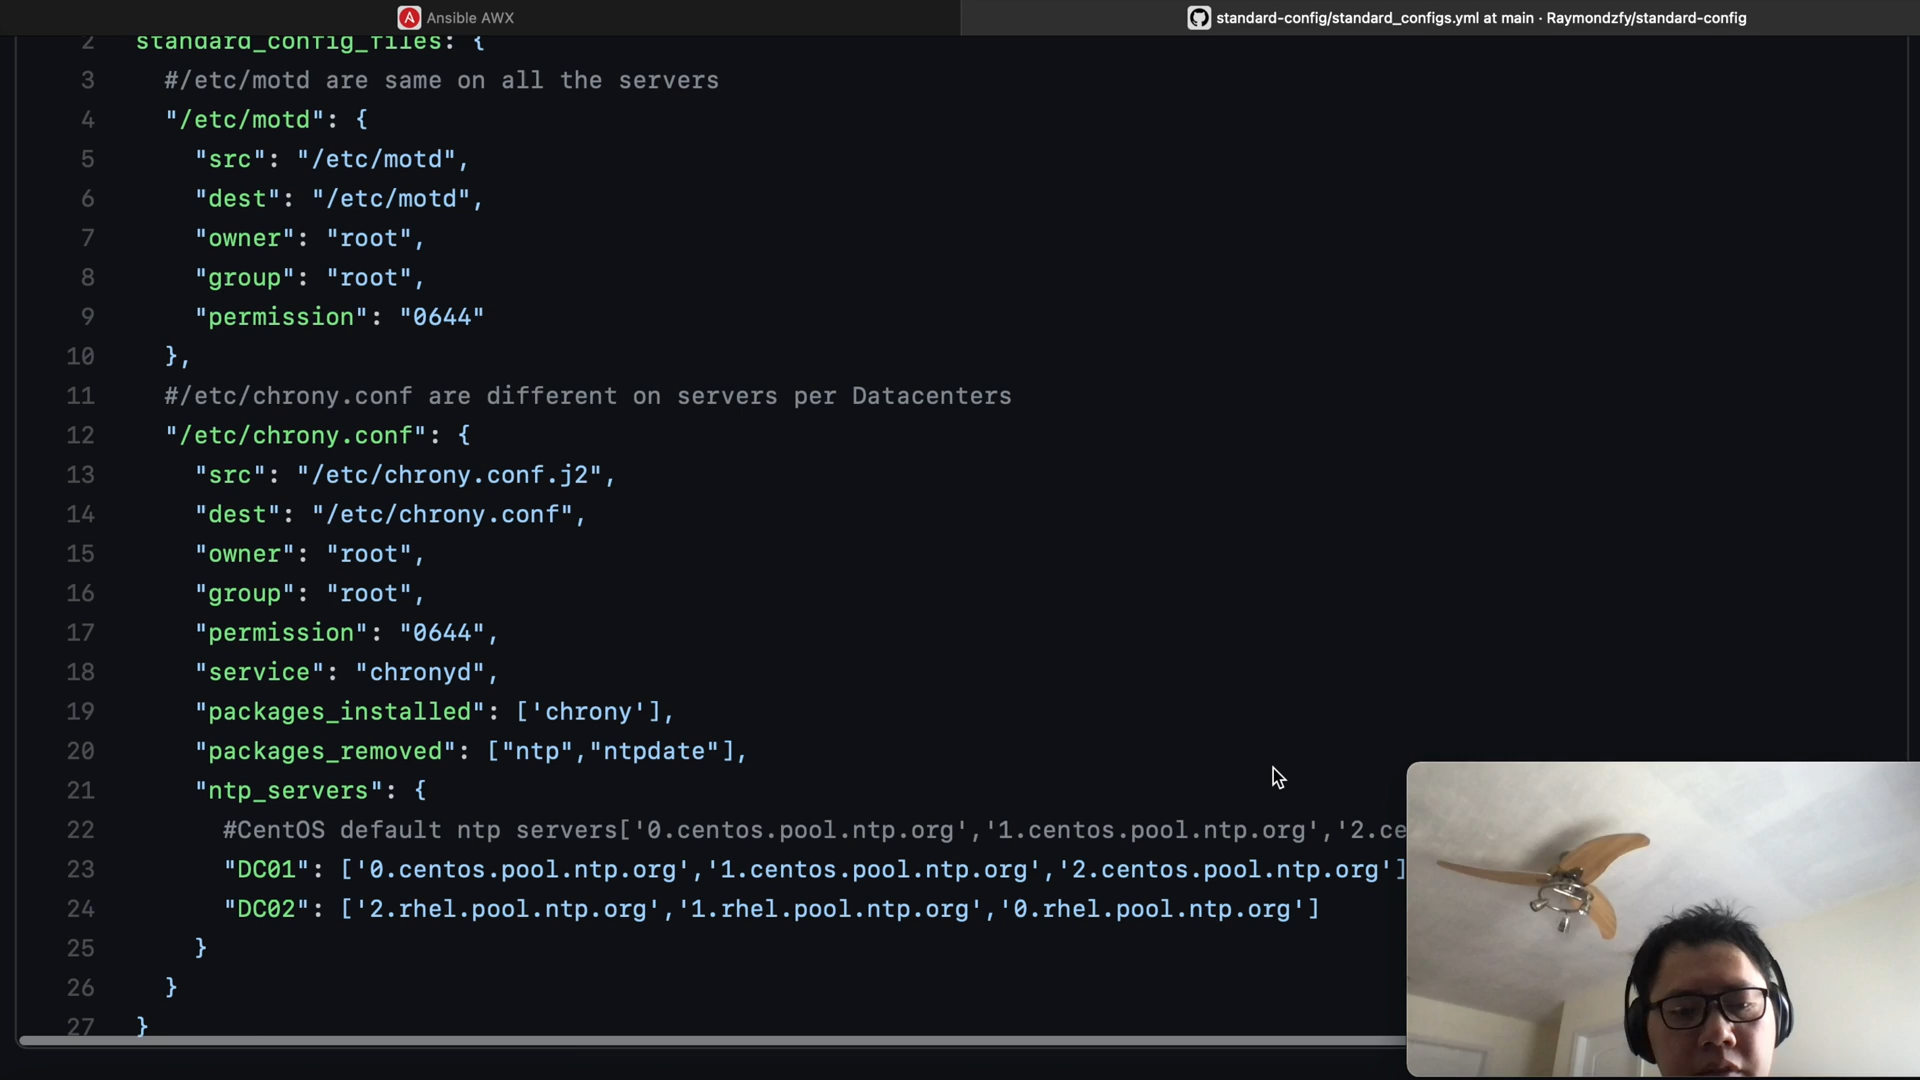 Ansible AWX
standard-config/standard_configs.yml at main · Raymondzfy/standard-config
2 standard_config_files: {
3 #/etc/motd are same on all the servers
4 "/etc/motd": {
5 "src": "/etc/motd",
6 "dest": "/etc/motd",
7 "owner": "root",
8 "group": "root",
9 "permission": "0644"
10 },
11 #/etc/chrony.conf are different on servers per Datacenters
12 "/etc/chrony.conf": {
13 "src": "/etc/chrony.conf.j2",
14 "dest": "/etc/chrony.conf",
15 "owner": "root",
16 "group": "root",
17 "permission": "0644",
18 "service": "chronyd",
19 "packages_installed": ['chrony'],
20 "packages_removed": ["ntp","ntpdate"],
21 "ntp_servers": {
22 #CentOS default ntp servers['0.centos.pool.ntp.org','1.centos.pool.ntp.org','2.ce
23 "DC01": ['0.centos.pool.ntp.org','1.centos.pool.ntp.org','2.centos.pool.ntp.org']
24 "DC02": ['2.rhel.pool.ntp.org','1.rhel.pool.ntp.org','0.rhel.pool.ntp.org']
25 }
26 }
27 }